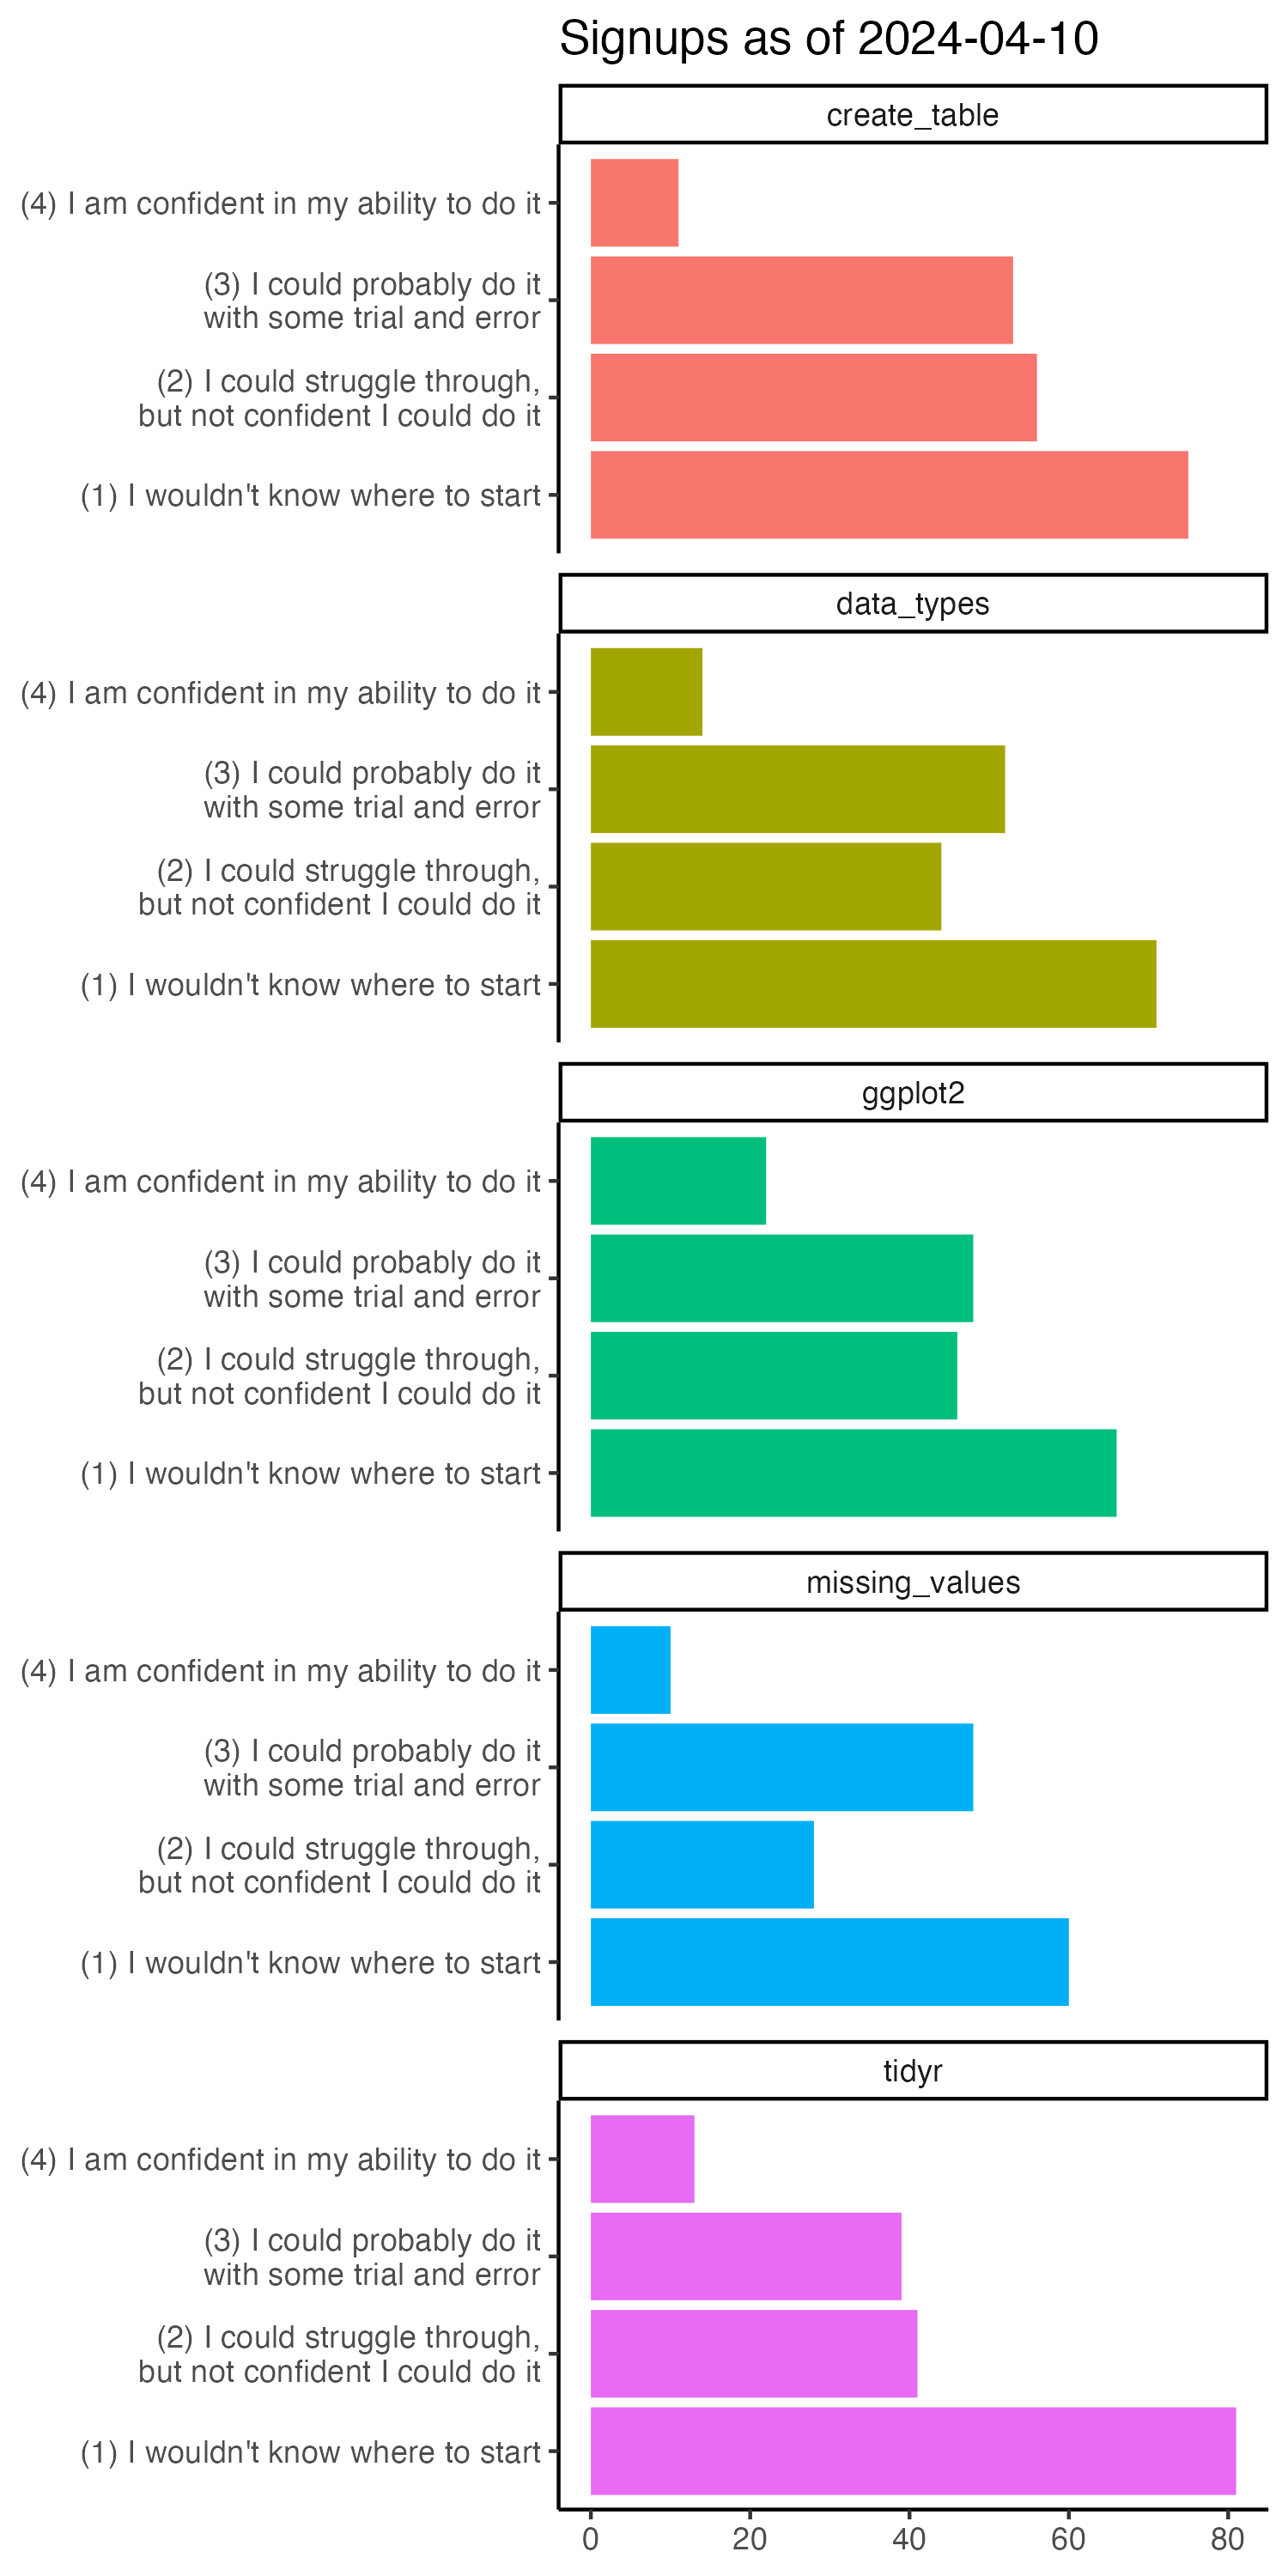 Signups as of 2024-04-10
create_table
(4) I am confident in my ability to do it
(3) I could probably do it
with some trial and error
(2) I could struggle through,
but not confident I could do it
(1) I wouldn't know where to start
data_types
(4) I am confident in my ability to do it
(3) I could probably do it
with some trial and error
(2) I could struggle through,
but not confident I could do it
(1) I wouldn't know where to start
ggplot2
(4) I am confident in my ability to do it
(3) I could probably do it
with some trial and error
(2) I could struggle through,
but not confident I could do it
(1) I wouldn't know where to start
missing_values
(4) I am confident in my ability to do it
(3) I could probably do it
with some trial and error
(2) I could struggle through,
but not confident I could do it
(1) I wouldn't know where to start
tidyr
(4) I am confident in my ability to do it
(3) I could probably do it
with some trial and error
(2) I could struggle through,
but not confident I could do it
(1) I wouldn't know where to start
0 20 40 60 80